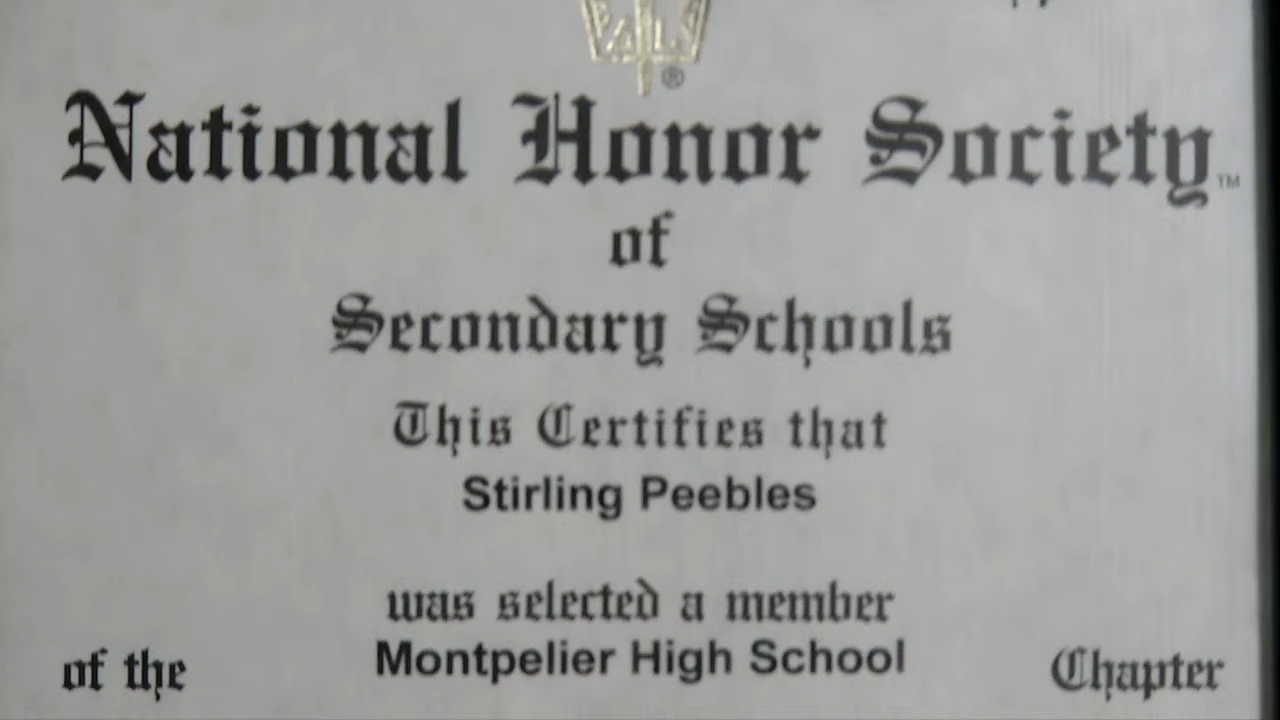 ®
National Honor Society™
of
Secondary Schools
This Certifies that
Stirling Peebles
was selected a member
of the Montpelier High School Chapter